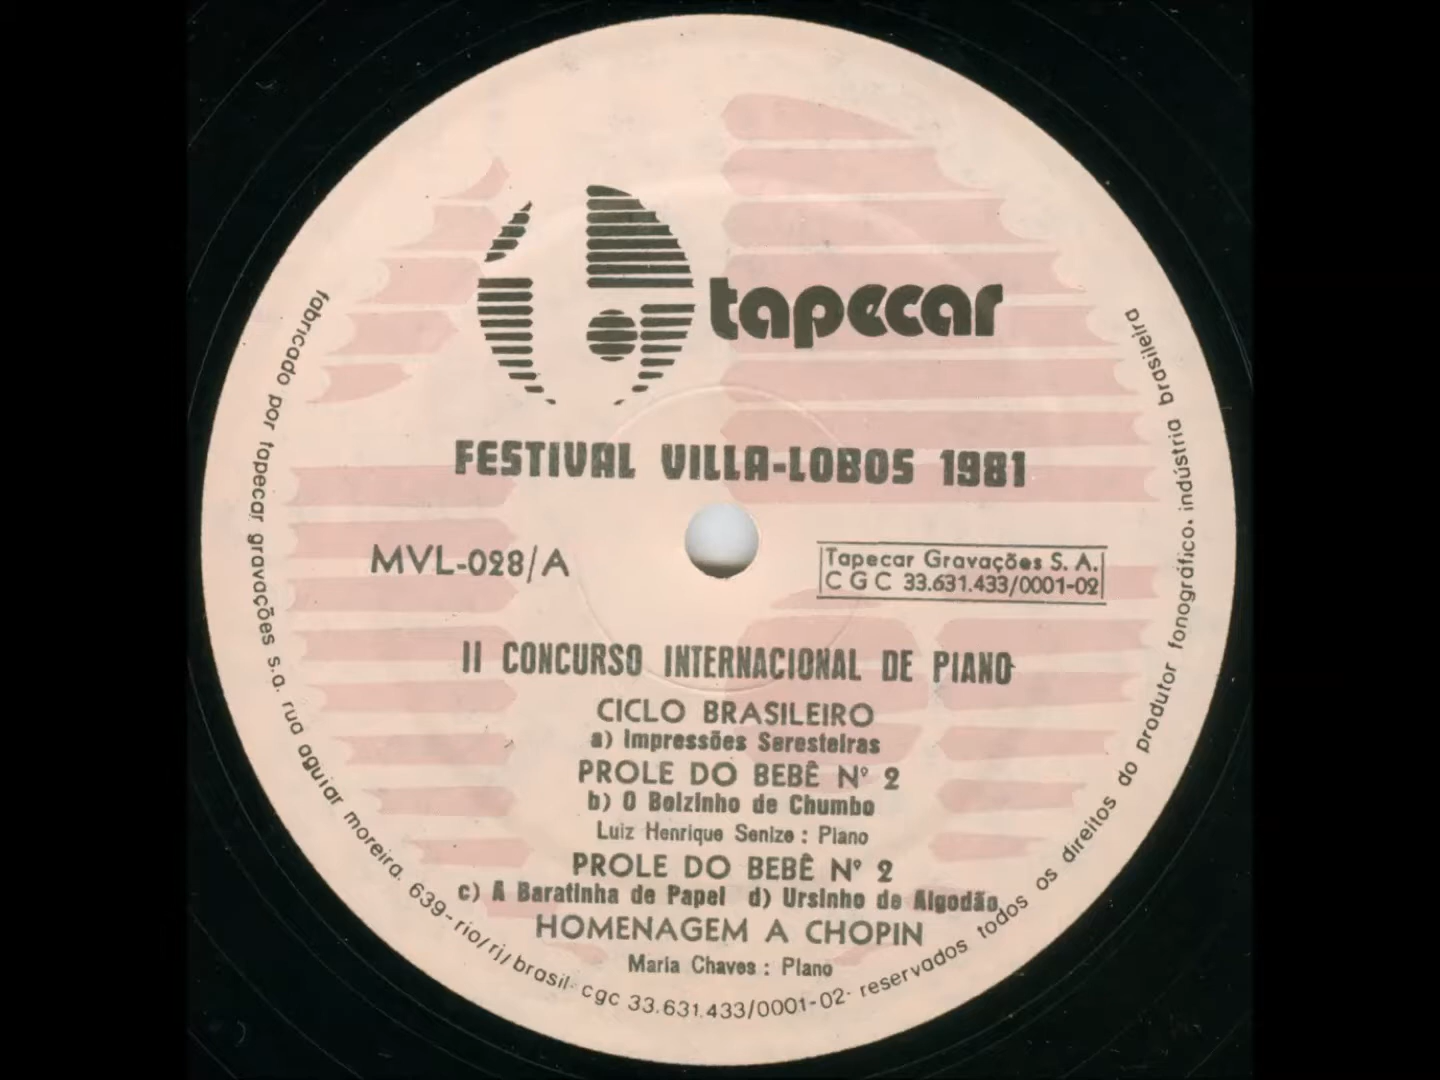 tapecar
FESTIVAL VILLA-LOBOS 1981
MVL-028/A
Tapecar Gravações S. A.
C G C 33.631.433/0001-02
II CONCURSO INTERNACIONAL DE PIANO
CICLO BRASILEIRO
a) Impressões Seresteiras
PROLE DO BEBÊ Nº 2
b) O Boizinho de Chumbo
Luiz Henrique Senize : Piano
PROLE DO BEBÊ Nº 2
c) A Baratinha de Papel d) Ursinho de Algodão
HOMENAGEM A CHOPIN
Maria Chaves : Piano
fabricado por tapecar gravações s.a. rua aguiar moreira. 639-rio/rj/brasil- cgc 33.631.433/0001-02- reservados todos os direitos do produtor fonográfico. indústria brasileira